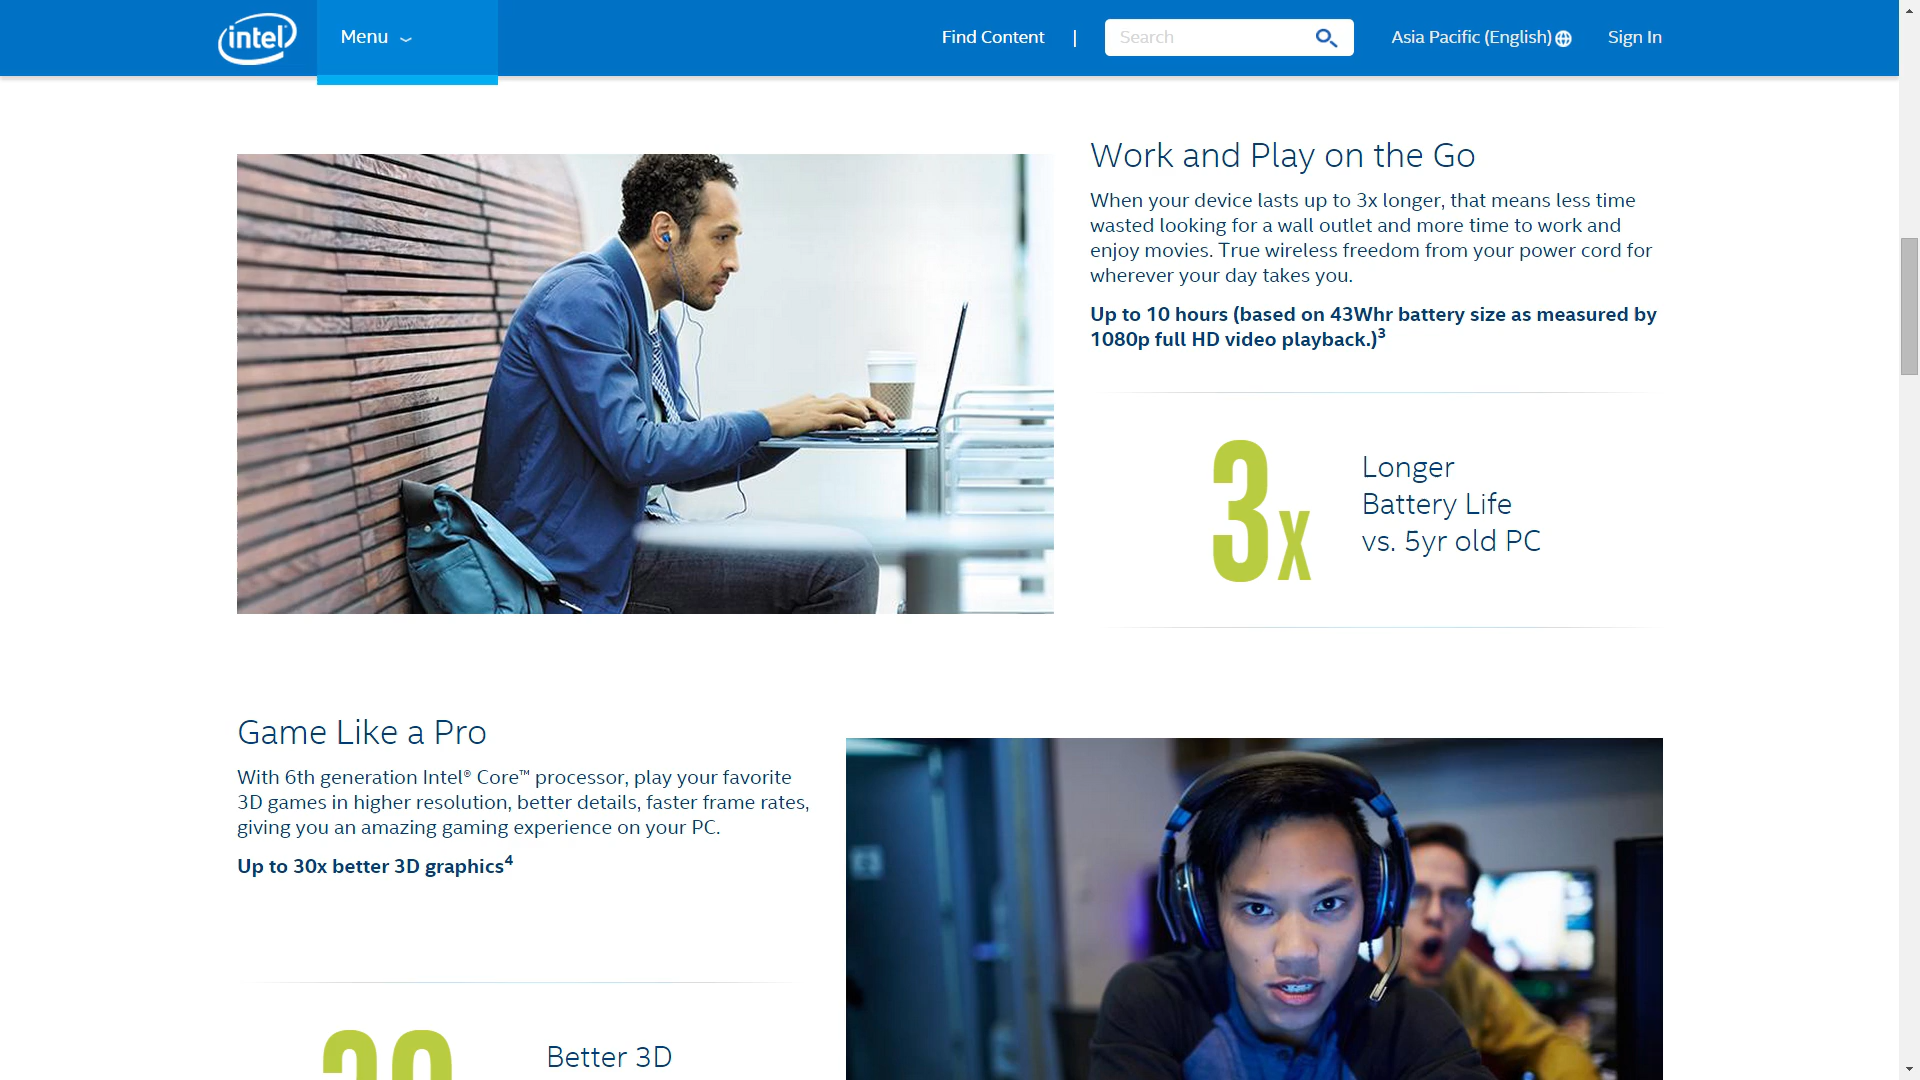 intel
Menu
Find Content
|
Search
Asia Pacific (English)
Sign In
Work and Play on the Go
When your device lasts up to 3x longer, that means less time
wasted looking for a wall outlet and more time to work and
enjoy movies. True wireless freedom from your power cord for
wherever your day takes you.
Up to 10 hours (based on 43Whr battery size as measured by
1080p full HD video playback.)3
3x
Longer
Battery Life
vs. 5yr old PC
Game Like a Pro
With 6th generation Intel® Core™ processor, play your favorite
3D games in higher resolution, better details, faster frame rates,
giving you an amazing gaming experience on your PC.
Up to 30x better 3D graphics4
Better 3D